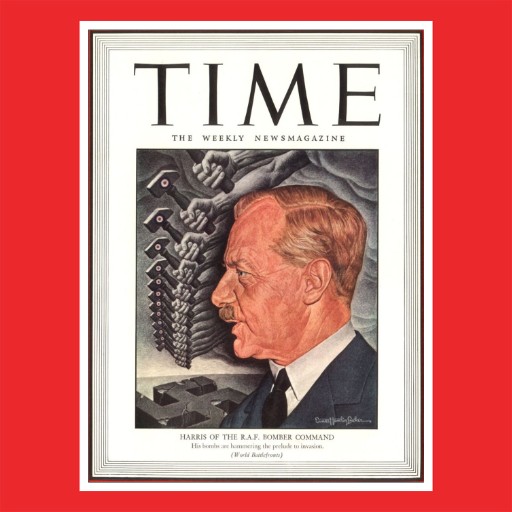 TIME
THE WEEKLY NEWSMAGAZINE
HARRIS OF THE R.A.F. BOMBER COMMAND
His bombs are hammering the prelude to invasion.
(World Battlefronts)